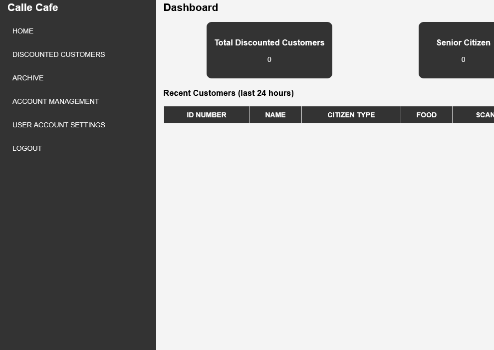 Calle Cafe
HOME
DISCOUNTED CUSTOMERS
ARCHIVE
ACCOUNT MANAGEMENT
USER ACCOUNT SETTINGS
LOGOUT
Dashboard
Total Discounted Customers
0
Senior Citizen
0
Recent Customers (last 24 hours)
ID NUMBER NAME CITIZEN TYPE FOOD SCAN